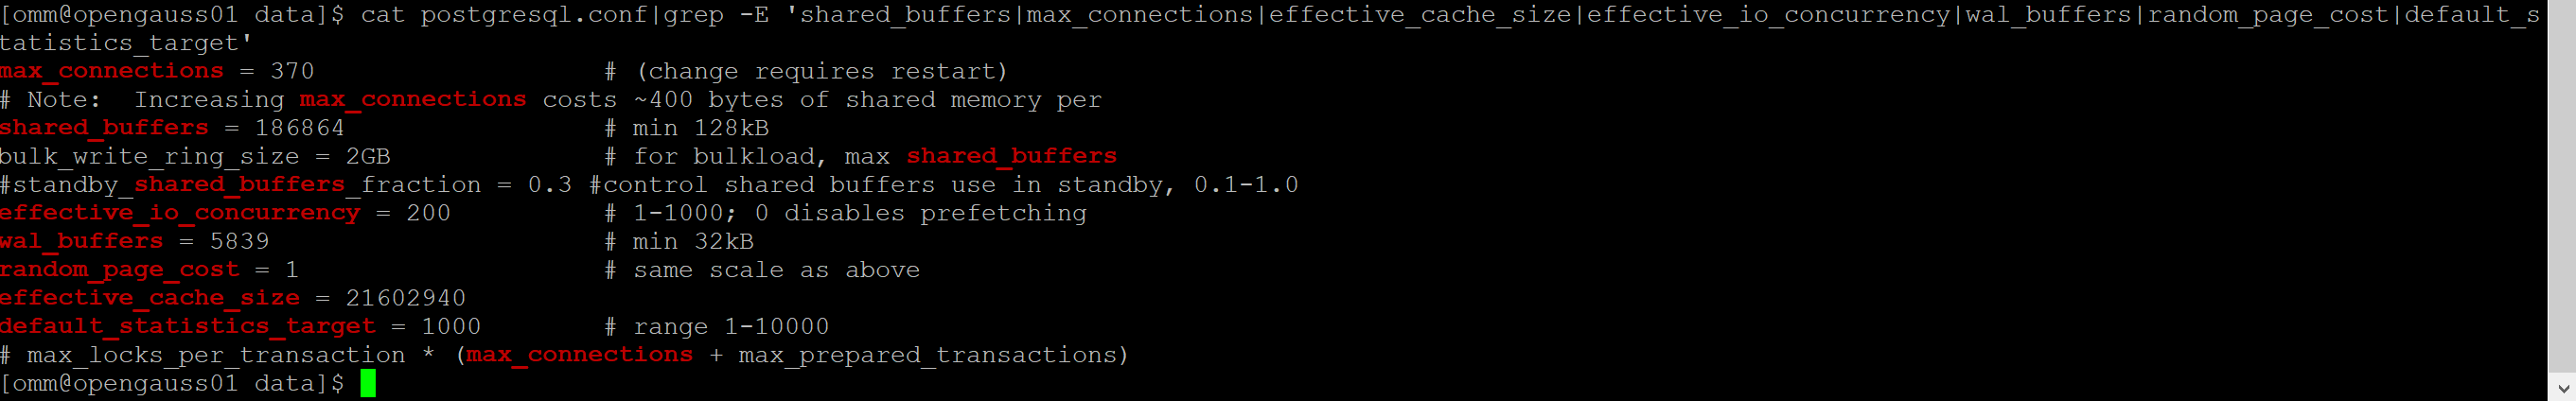 [omm@opengauss01 data]$ cat postgresql.conf|grep -E 'shared_buffers|max_connections|effective_cache_size|effective_io_concurrency|wal_buffers|random_page_cost|default_s
tatistics_target'
max_connections = 370                   # (change requires restart)
# Note:  Increasing max_connections costs ~400 bytes of shared memory per
shared_buffers = 186864                 # min 128kB
bulk_write_ring_size = 2GB              # for bulkload, max shared_buffers
#standby_shared_buffers_fraction = 0.3 #control shared buffers use in standby, 0.1-1.0
effective_io_concurrency = 200          # 1-1000; 0 disables prefetching
wal_buffers = 5839                      # min 32kB
random_page_cost = 1                    # same scale as above
effective_cache_size = 21602940
default_statistics_target = 1000        # range 1-10000
# max_locks_per_transaction * (max_connections + max_prepared_transactions)
[omm@opengauss01 data]$